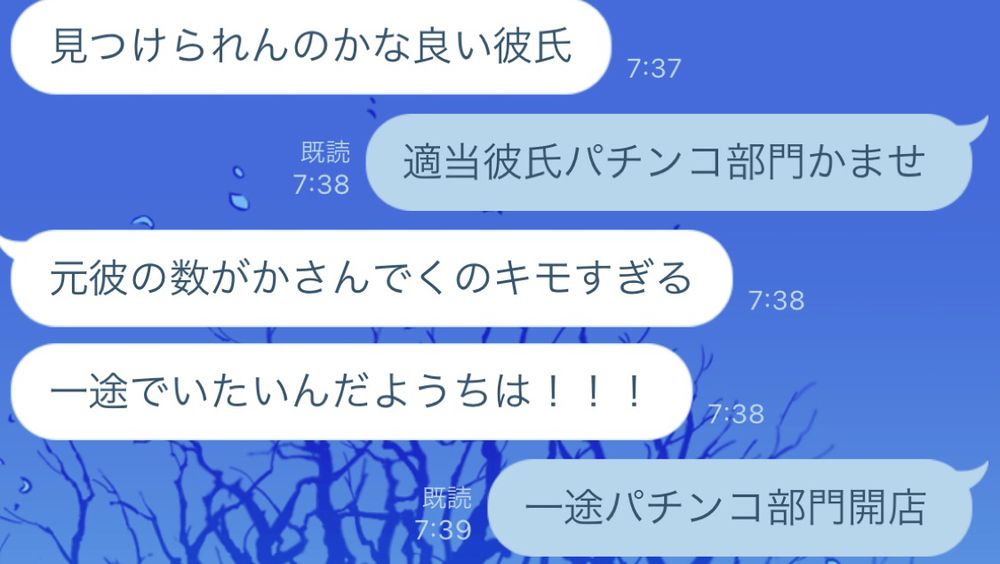 見つけられんのかな良い彼氏
7:37
既読
7:38
適当彼氏パチンコ部門かませ
元彼の数がかさんでくのキモすぎる
7:38
一途でいたいんだようちは！！！
7:38
既読
7:39
一途パチンコ部門開店